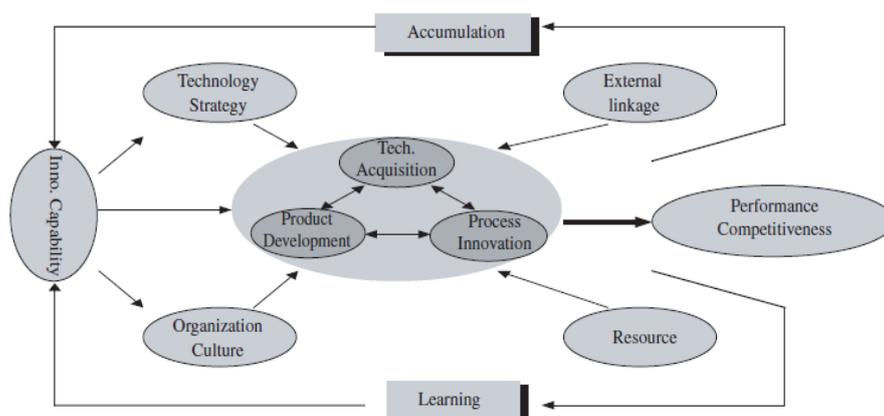 Accumulation
Technology
Strategy
External
linkage
Tech.
Acquisition
Inno. Capability
Product
Development
Process
Innovation
Performance
Competitiveness
Organization
Culture
Resource
Learning